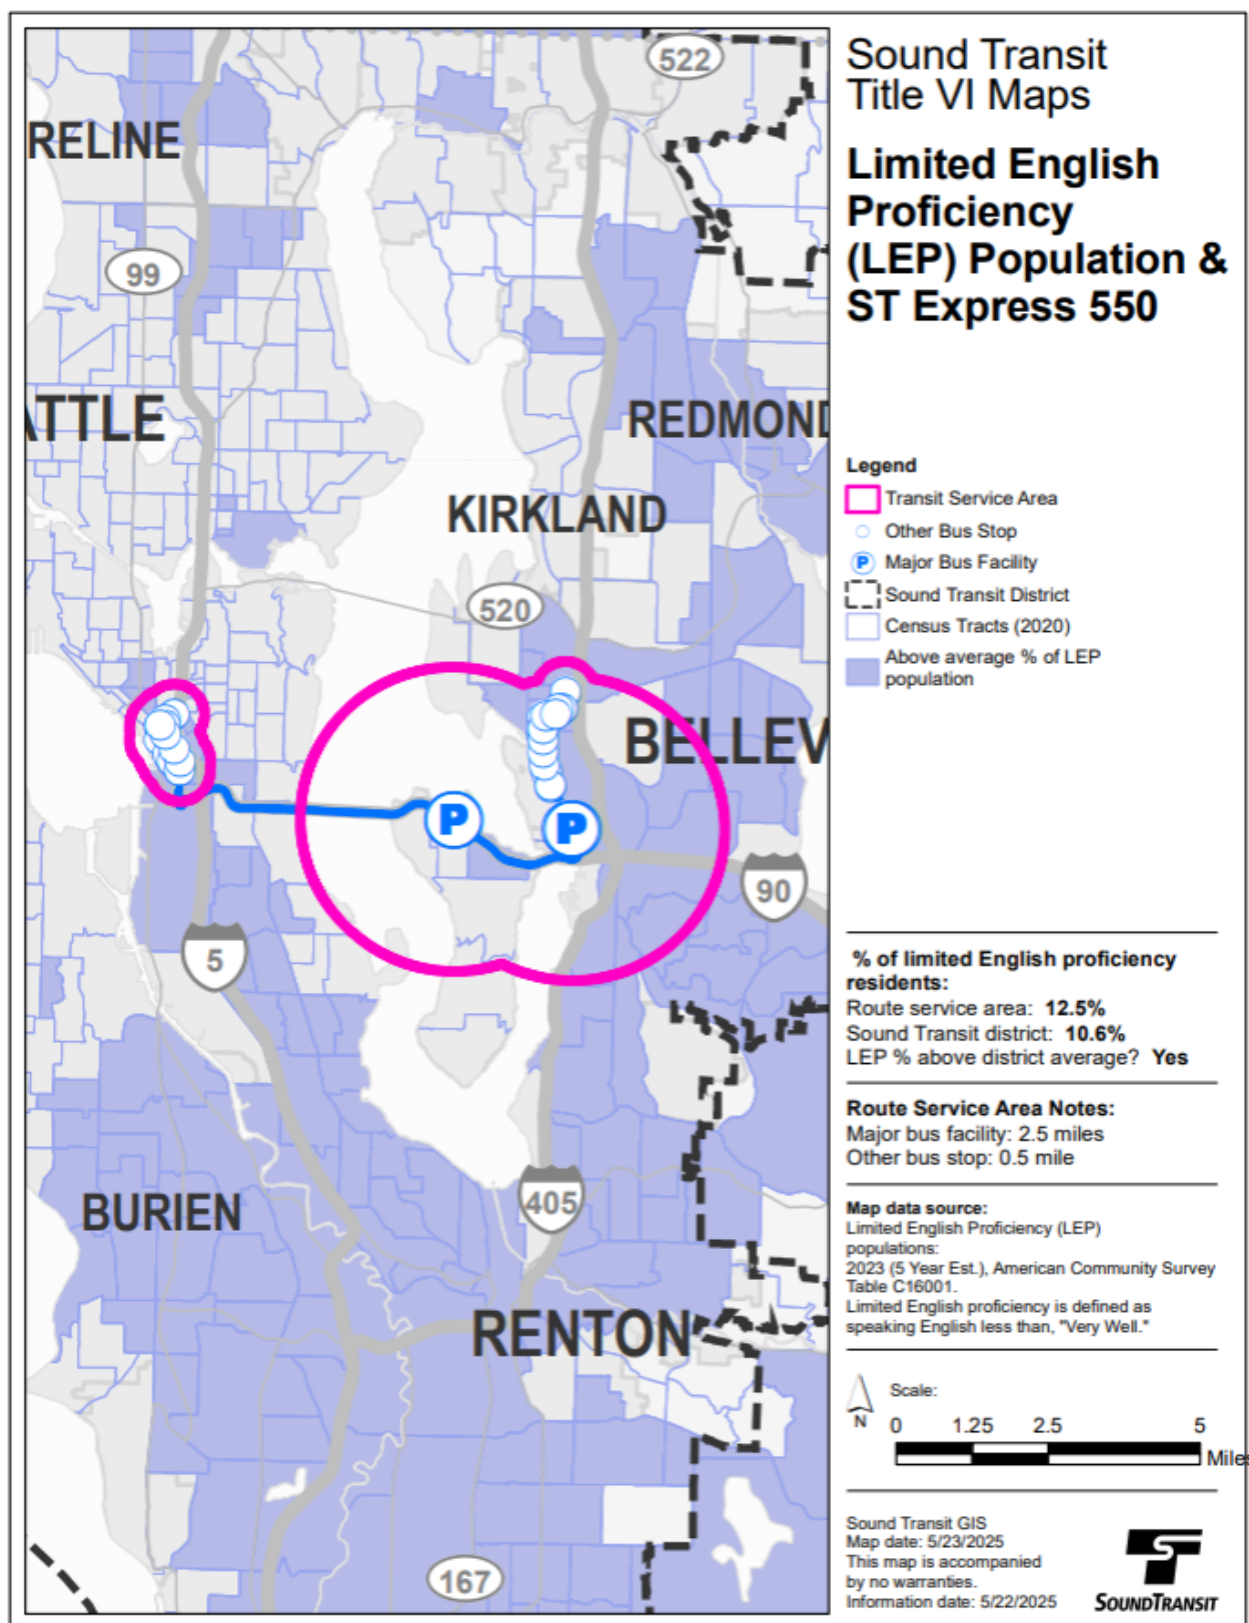 Sound Transit
Title VI Maps
Limited English
Proficiency
(LEP) Population &
ST Express 550
Legend
Transit Service Area
Other Bus Stop
P Major Bus Facility
Sound Transit District
Census Tracts (2020)
Above average % of LEP
population
% of limited English proficiency
residents:
Route service area: 12.5%
Sound Transit district: 10.6%
LEP % above district average? Yes
Route Service Area Notes:
Major bus facility: 2.5 miles
Other bus stop: 0.5 mile
Map data source:
Limited English Proficiency (LEP)
populations:
2023 (5 Year Est.), American Community Survey
Table C16001.
Limited English proficiency is defined as
speaking English less than, "Very Well."
N
Scale:
0 1.25 2.5 5
Miles
Sound Transit GIS
Map date: 5/23/2025
This map is accompanied
by no warranties.
Information date: 5/22/2025
SOUNDTRANSIT
522
RELINE
99
ATTLE
REDMOND
KIRKLAND
520
BELLEV
P
P
90
5
BURIEN
405
RENTON
167